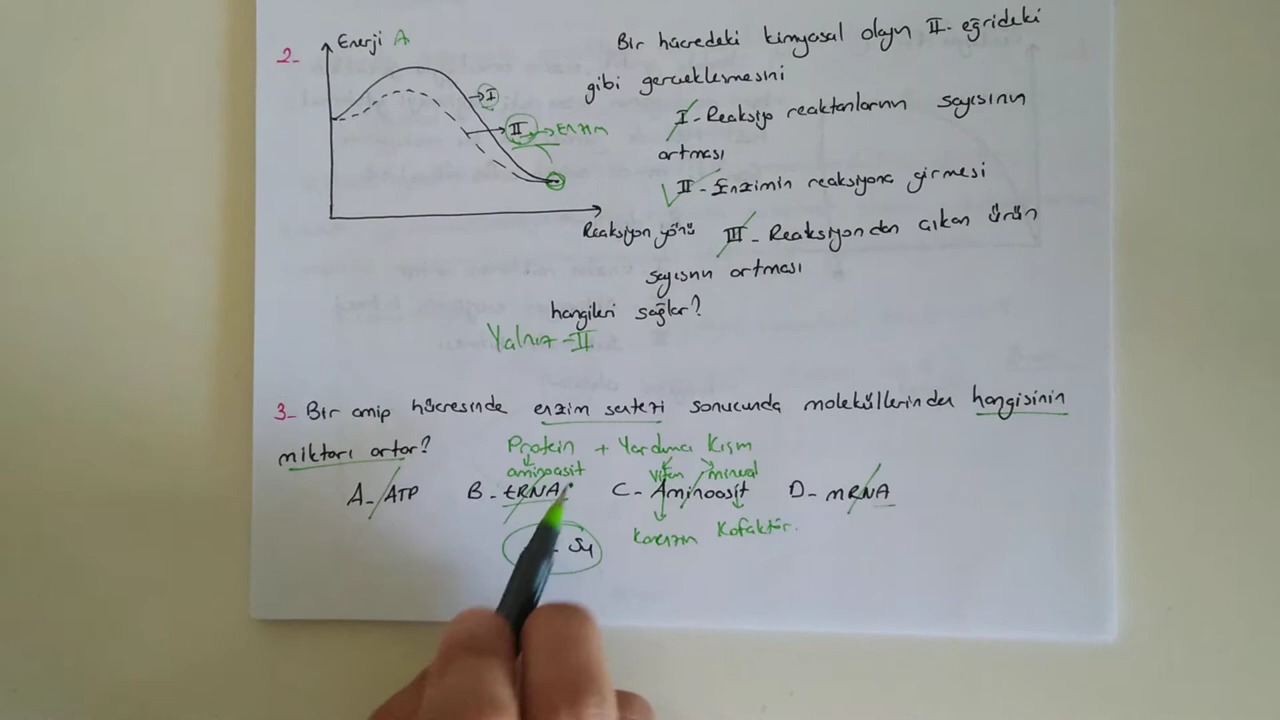 2-
Enerji A
I
II → Enzim
Reaksiyon yönü
Bir hücredeki kimyasal olayın II. eğrideki
gibi gerçekleşmesini
I- Reaksiyo reaktanlarının sayısının
artması
II- Enzimin reaksiyona girmesi
III- Reaksiyondan çıkan ürün
sayısını artması
hangileri sağlar?
Yalnız-II
3- Bir amip hücresinde enzim sentezi sonucunda moleküllerinden hangisinin
miktarı artar?
Protein + Yardımcı Kısım
aminoasit vitam mineral
A- ATP B- tRNA C- Aminoasit D- mRNA
Koenzim Kofaktör.
- Su